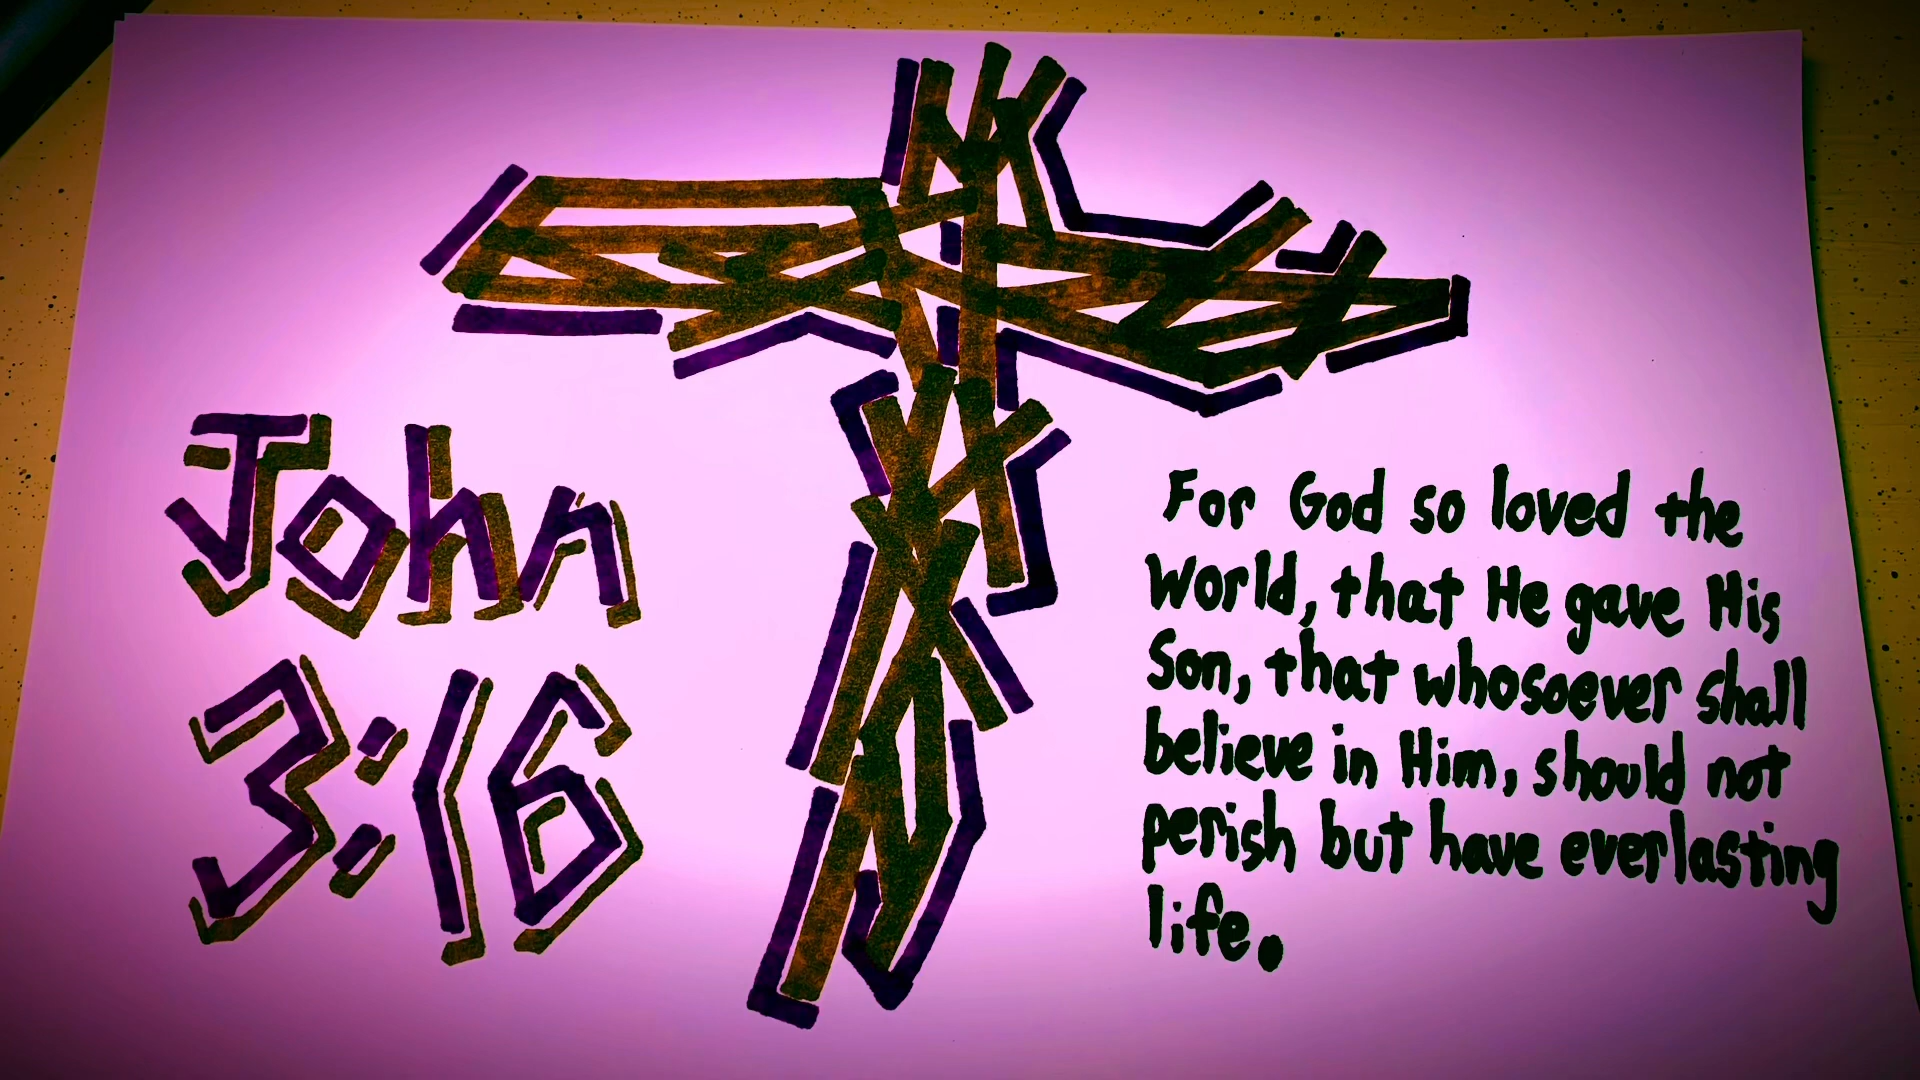 John
3:16
For God so loved the
World, that He gave His
Son, that whosoever shall
believe in Him, should not
perish but have everlasting
life.